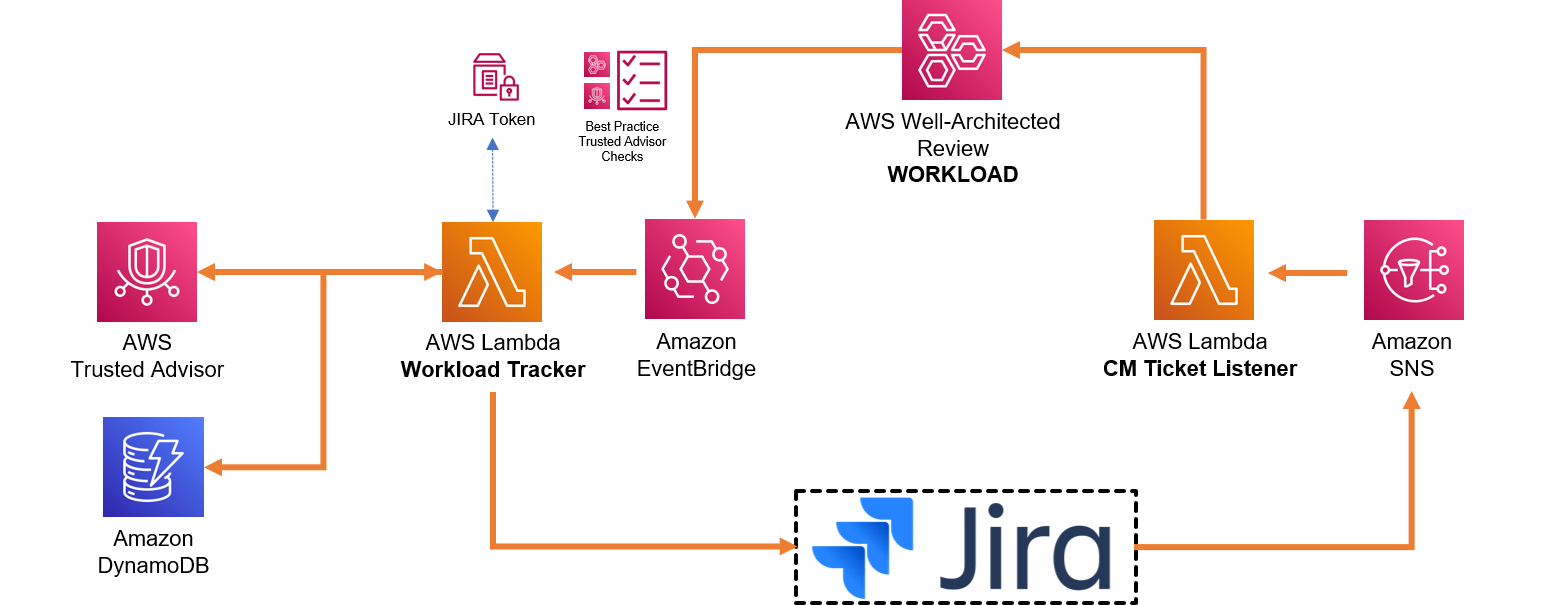 JIRA Token
Best Practice
Trusted Advisor
Checks
AWS Well-Architected
Review
WORKLOAD
AWS
Trusted Advisor
AWS Lambda
Workload Tracker
Amazon
EventBridge
AWS Lambda
CM Ticket Listener
Amazon
SNS
Amazon
DynamoDB
Jira